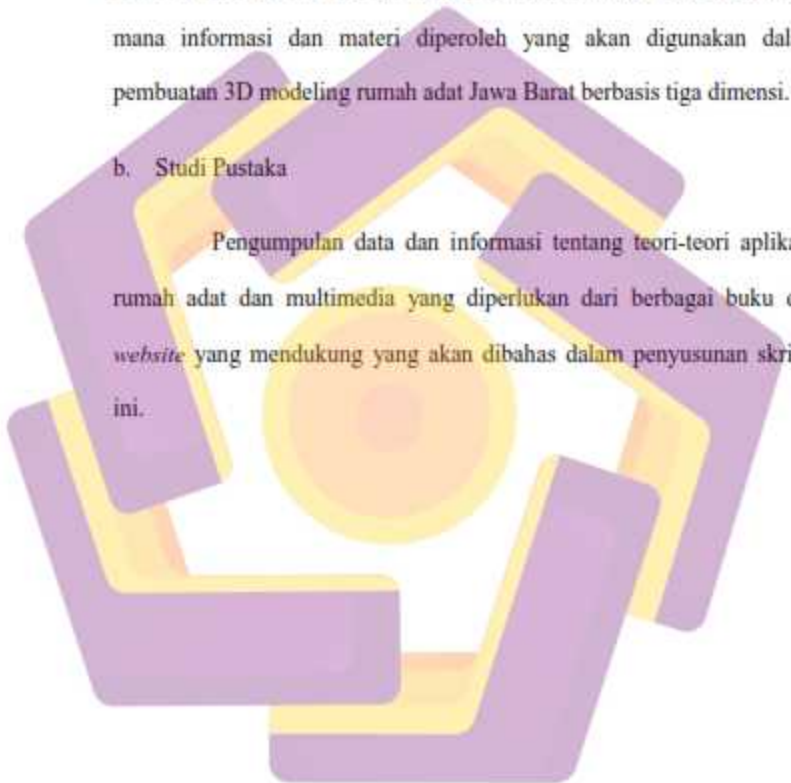 mana informasi dan materi diperoleh yang akan digunakan dal
pembuatan 3D modeling rumah adat Jawa Barat berbasis tiga dimensi.
b. Studi Pustaka
Pengumpulan data dan informasi tentang teori-teori aplika
rumah adat dan multimedia yang diperlukan dari berbagai buku d
website yang mendukung yang akan dibahas dalam penyusunan skri
ini.